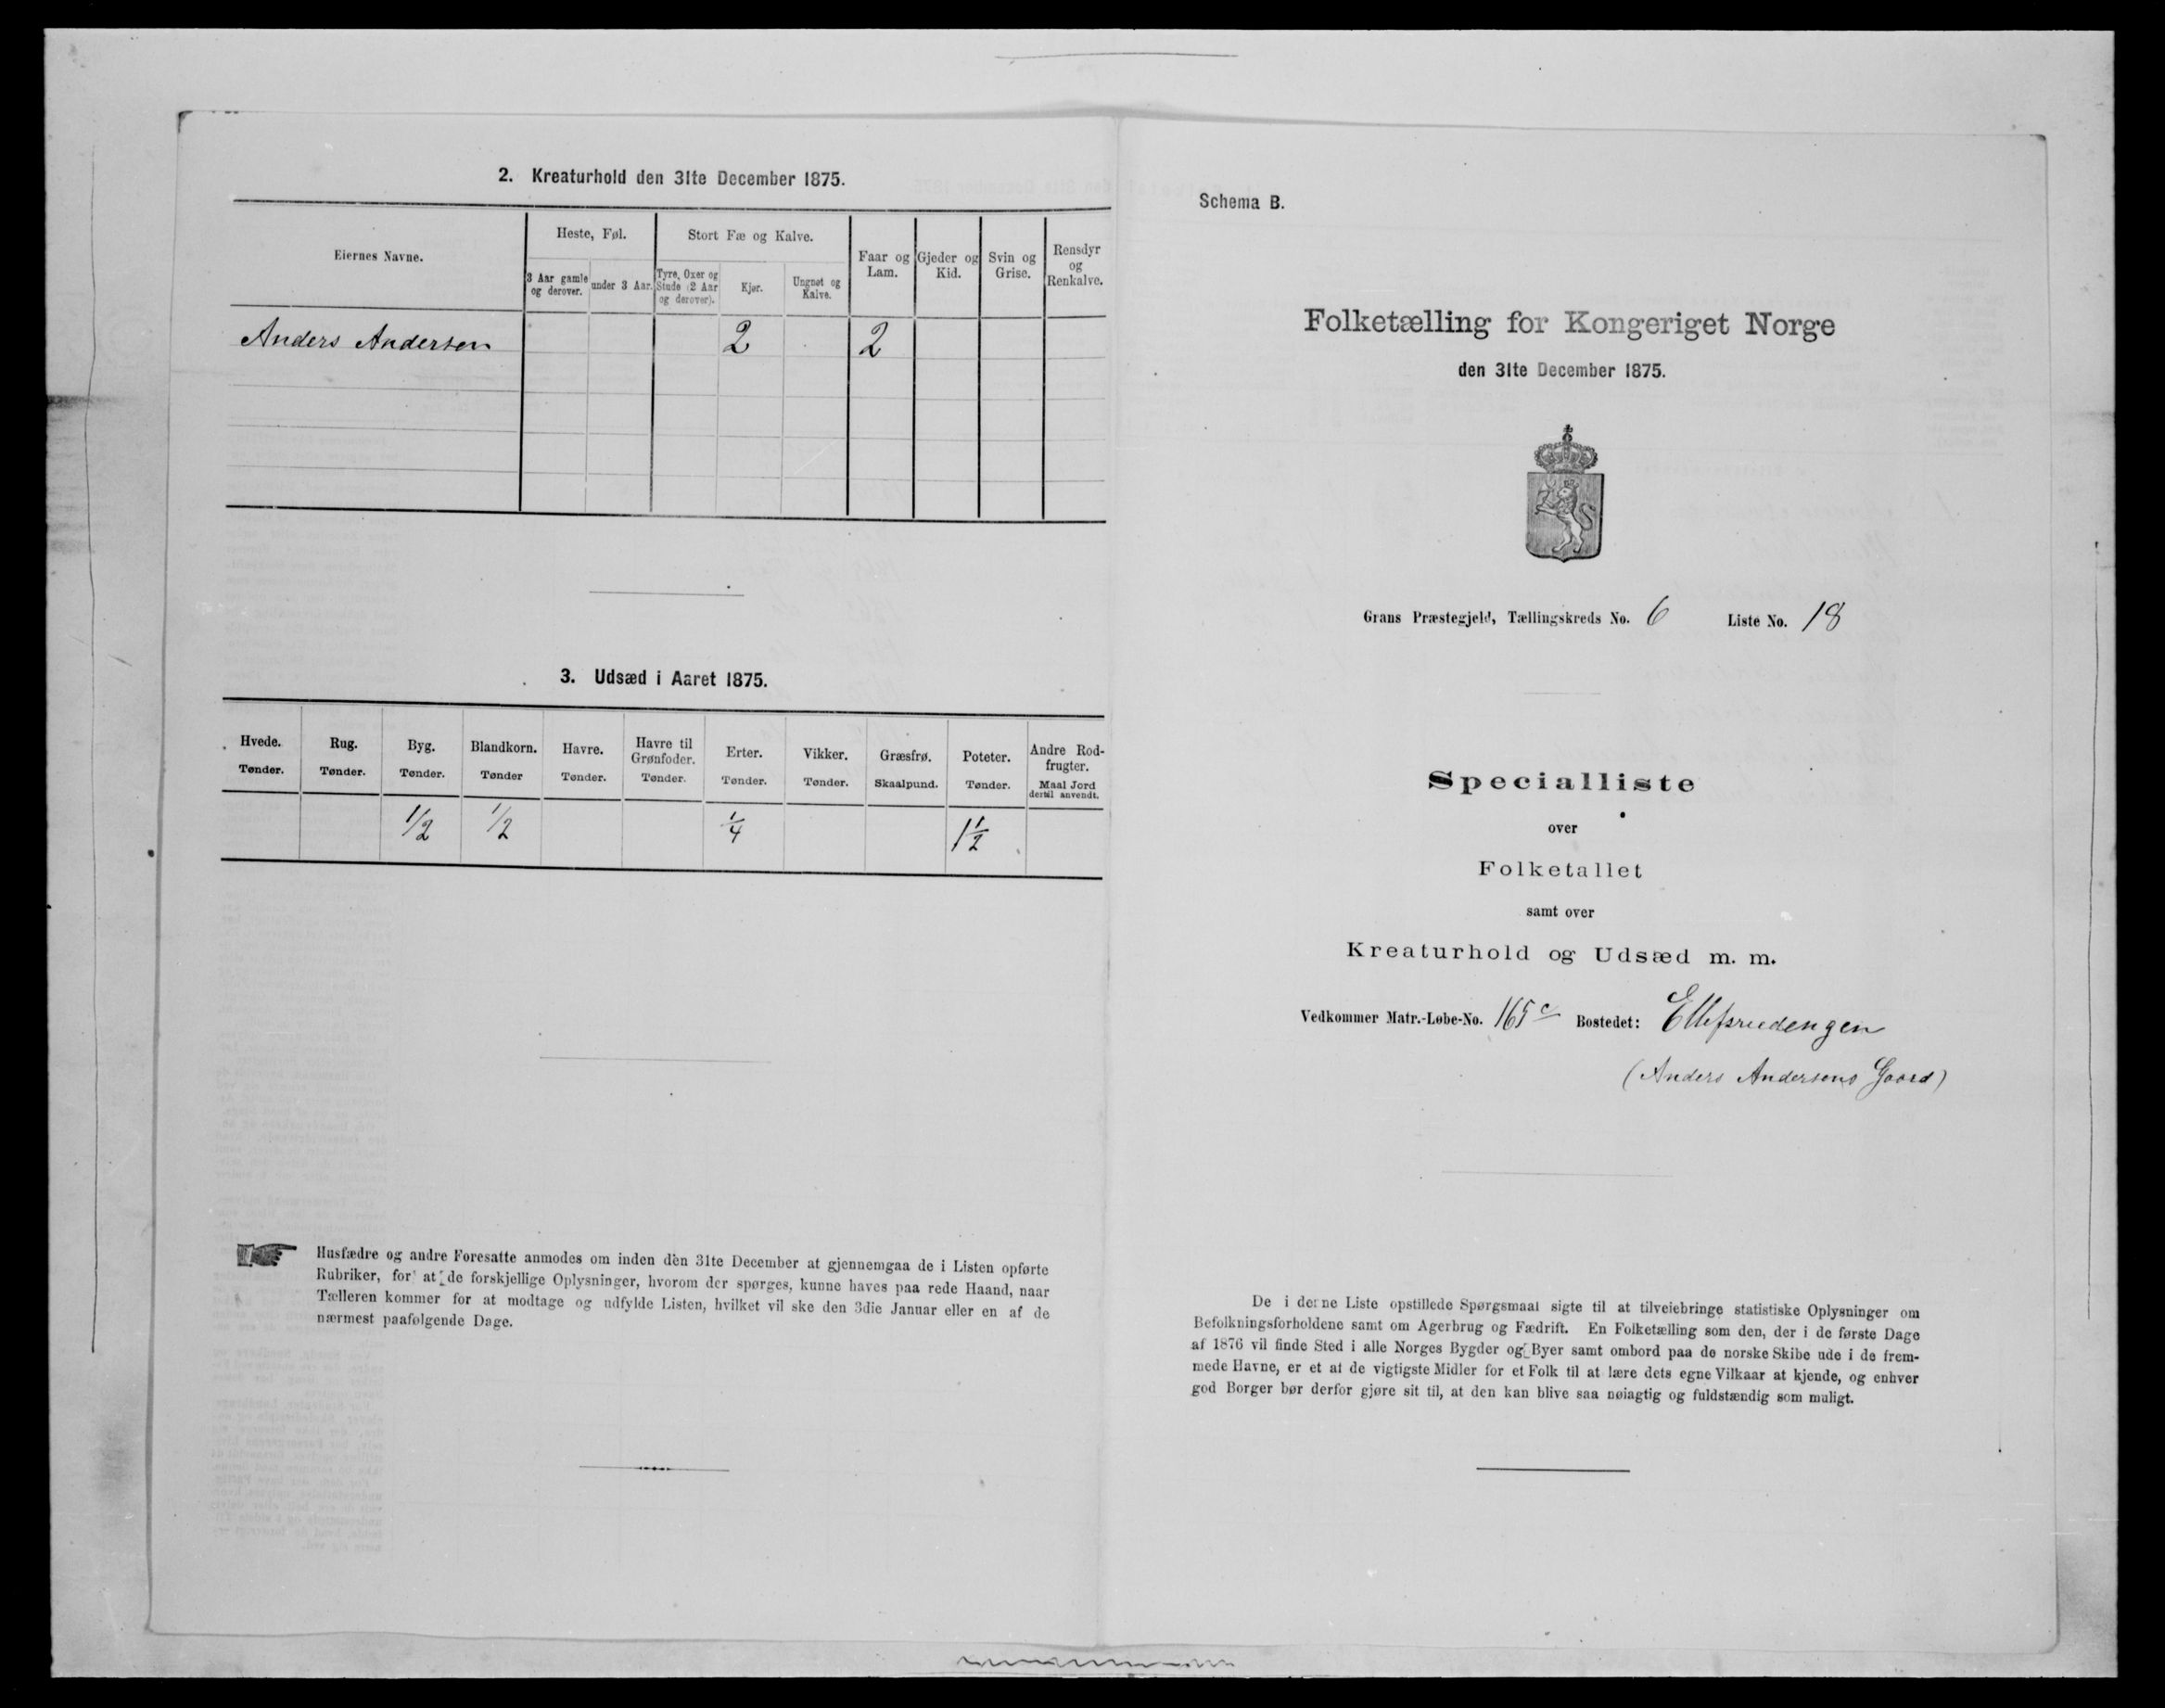 2. Kreaturhold den 31te December 1875.
Eiernes Navne.
Heste, Føl.
Stort Fæ og Kalve.
Faar og Lam.
Gjeder og Kid.
Svin og Grise.
Rensdyr og Renkalve.
3 Aar gamle og derover.
under 3 Aar.
Tyre, Oxer og Stude (2 Aar og derover).
Kjør.
Ungnøt og Kalve.
Anders Andersen 2 2
3. Udsæd i Aaret 1875.
Hvede. Rug. Byg. Blandkorn. Havre. Havre til Grønfoder. Erter. Vikker. Græsfrø. Poteter. Andre Rodfrugter.
Tønder. Tønder. Tønder. Tønder Tønder. Tønder. Tønder. Tønder. Skaalpund. Tønder. Maal Jord dertil anvendt.
1/2 1/2 1/4 1 1/2
Husfædre og andre Foresatte anmodes om inden den 31te December at gjennemgaa de i Listen opførte
Rubriker, for at de forskjellige Oplysninger, hvorom der spørges, kunne haves paa rede Haand, naar
Tælleren kommer for at modtage og udfylde Listen, hvilket vil ske den 3die Januar eller en af de
nærmest paafølgende Dage.
Schema B.
Folketælling for Kongeriget Norge
den 31te December 1875.
Grans Præstegjeld, Tællingskreds No. 6 Liste No. 18
Specialliste
over
Folketallet
samt over
Kreaturhold og Udsæd m. m.
Vedkommer Matr.-Løbe-No. 165c Bostedet: Ellefsrudengen
(Anders Andersens Gaard)
De i denne Liste opstillede Spørgsmaal sigte til at tilveiebringe statistiske Oplysninger om
Befolkningsforholdene samt om Agerbrug og Fædrift. En Folketælling som den, der i de første Dage
af 1876 vil finde Sted i alle Norges Bygder og Byer samt ombord paa de norske Skibe ude i de frem-
mede Havne, er et af de vigtigste Midler for et Folk til at lære dets egne Vilkaar at kjende, og enhver
god Borger bør derfor gjøre sit til, at den kan blive saa nøiagtig og fuldstændig som muligt.